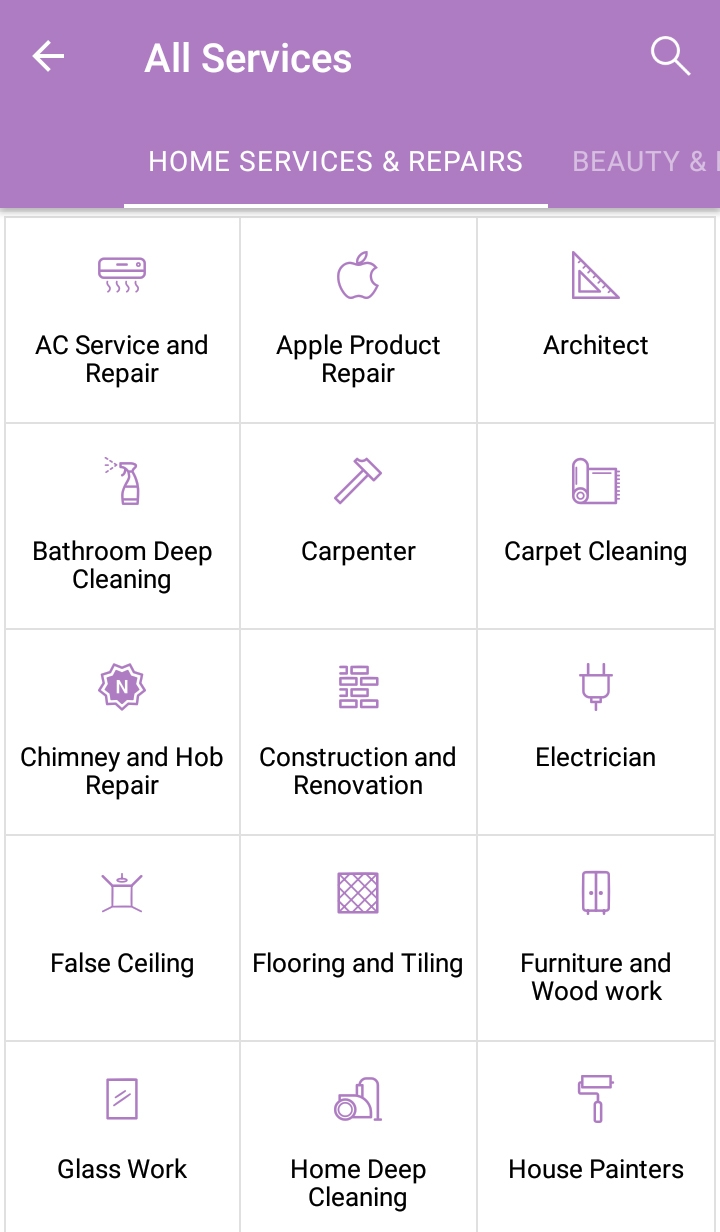 All Services
HOME SERVICES & REPAIRS
BEAUTY &
AC Service and
Repair
Apple Product
Repair
Architect
Bathroom Deep
Cleaning
Carpenter
Carpet Cleaning
N
Chimney and Hob
Repair
Construction and
Renovation
Electrician
False Ceiling
Flooring and Tiling
Furniture and
Wood work
Glass Work
Home Deep
Cleaning
House Painters